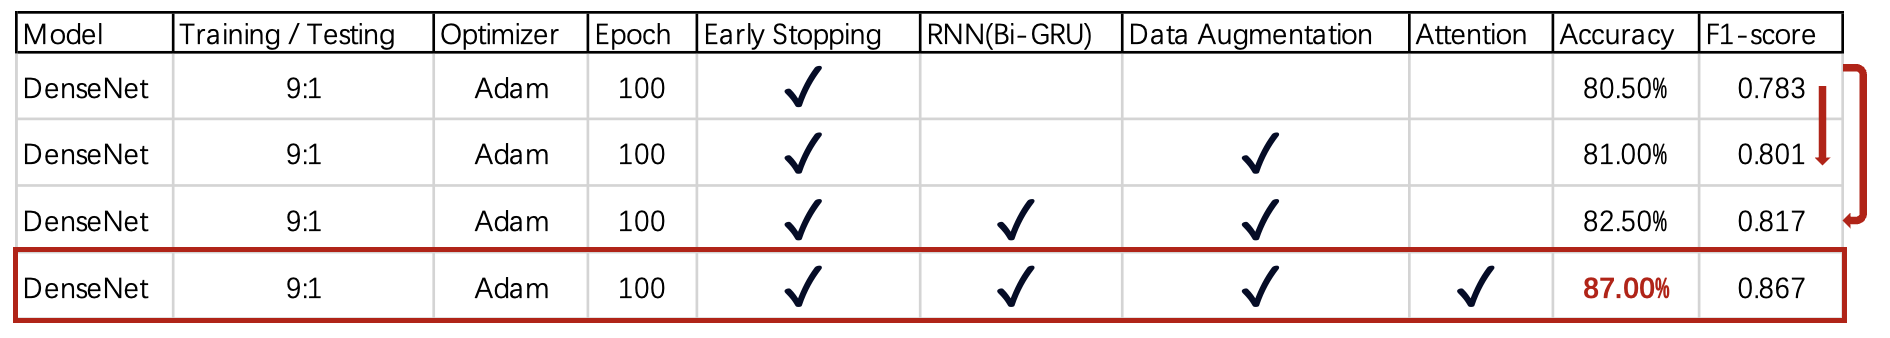 Model Training / Testing Optimizer Epoch Early Stopping RNN(Bi-GRU) Data Augmentation Attention Accuracy F1-score
DenseNet 9:1 Adam 100 ✓ 80.50% 0.783
DenseNet 9:1 Adam 100 ✓ ✓ 81.00% 0.801
DenseNet 9:1 Adam 100 ✓ ✓ ✓ 82.50% 0.817
DenseNet 9:1 Adam 100 ✓ ✓ ✓ ✓ 87.00% 0.867